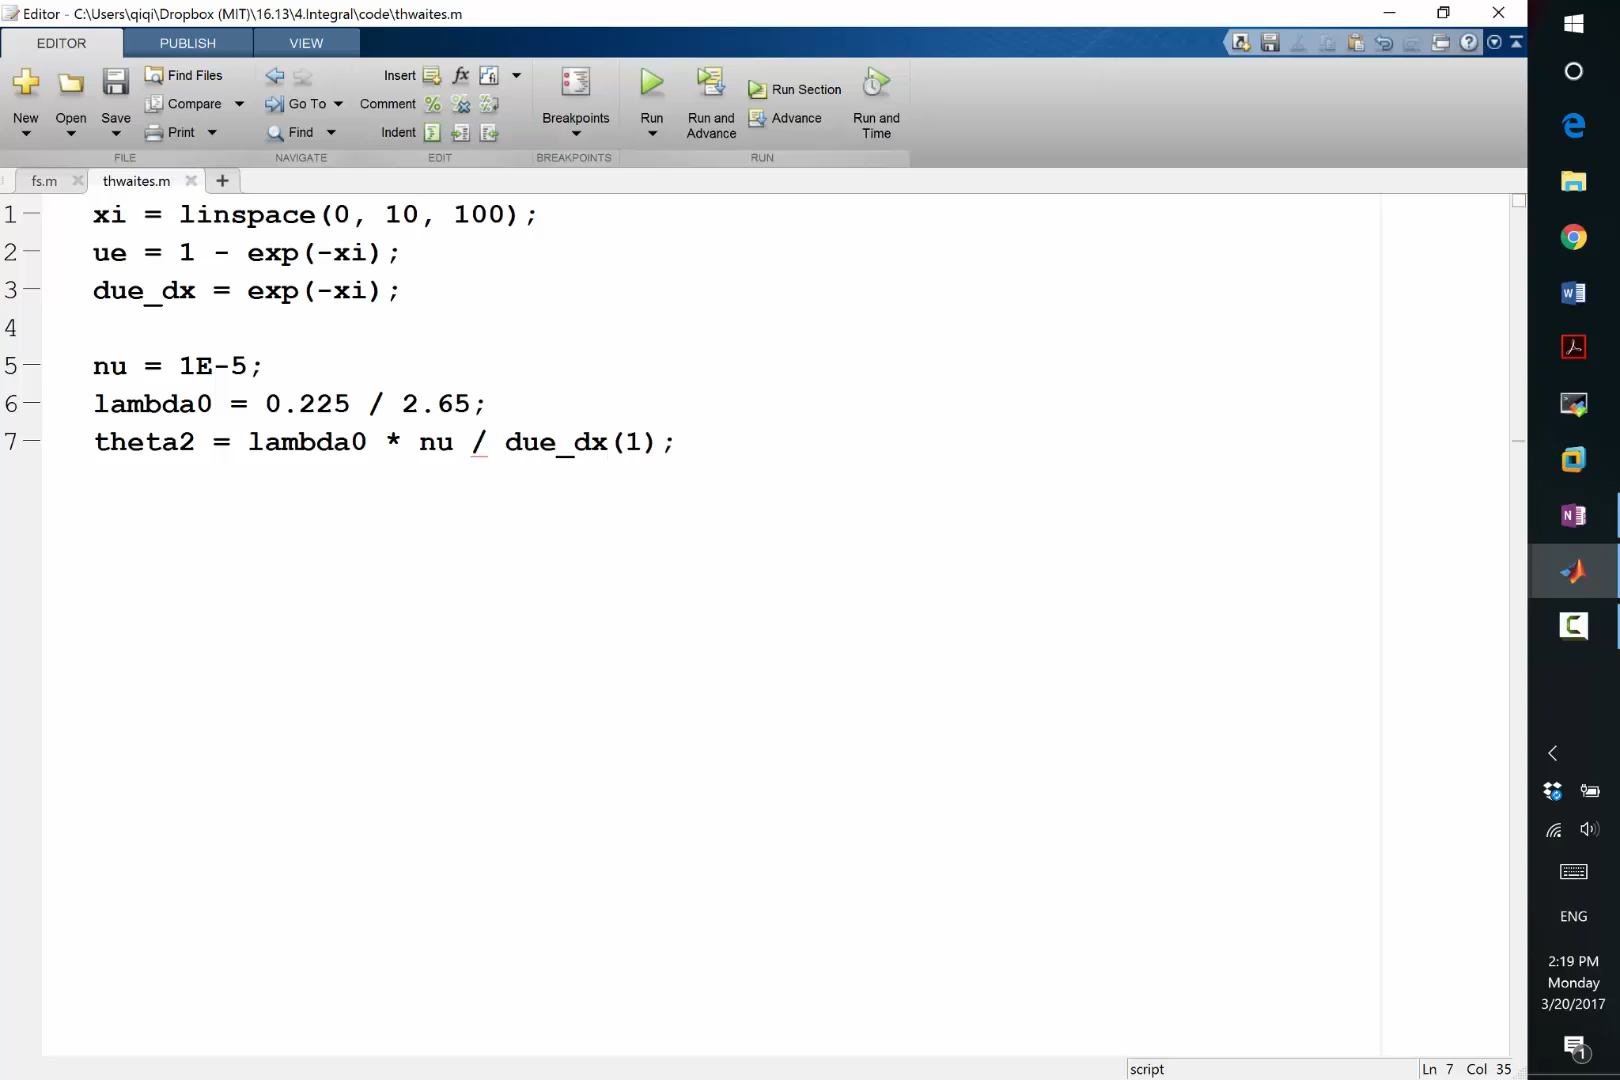 Editor - C:\Users\qiqi\Dropbox (MIT)\16.13\4.Integral\code\thwaites.m
EDITOR PUBLISH VIEW
New
Open
Save
Find Files
Compare
Print
FILE
Go To
Find
NAVIGATE
Insert fx
Comment
Indent
EDIT
Breakpoints
BREAKPOINTS
Run
Run and
Advance
Run Section
Advance
Run and
Time
RUN
fs.m thwaites.m
1 xi = linspace(0, 10, 100);
2 ue = 1 - exp(-xi);
3 due_dx = exp(-xi);
4
5 nu = 1E-5;
6 lambda0 = 0.225 / 2.65;
7 theta2 = lambda0 * nu / due_dx(1);
script Ln 7 Col 35
ENG
2:19 PM
Monday
3/20/2017
1